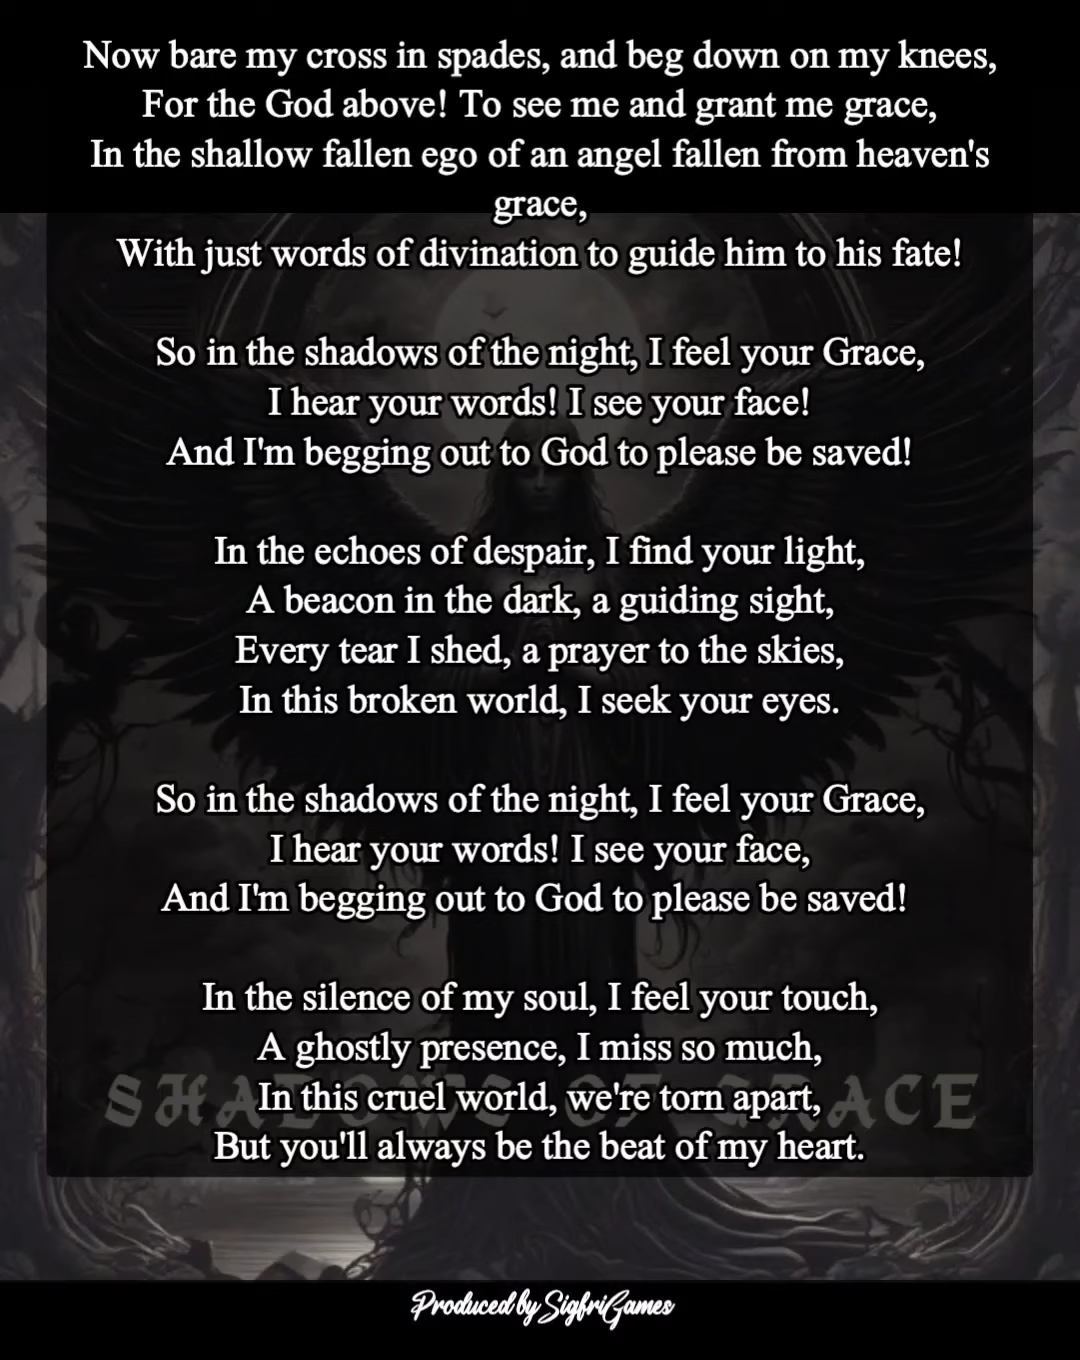 Now bare my cross in spades, and beg down on my knees,
For the God above! To see me and grant me grace,
In the shallow fallen ego of an angel fallen from heaven's
grace,
With just words of divination to guide him to his fate!
So in the shadows of the night, I feel your Grace,
I hear your words! I see your face!
And I'm begging out to God to please be saved!
In the echoes of despair, I find your light,
A beacon in the dark, a guiding sight,
Every tear I shed, a prayer to the skies,
In this broken world, I seek your eyes.
So in the shadows of the night, I feel your Grace,
I hear your words! I see your face,
And I'm begging out to God to please be saved!
In the silence of my soul, I feel your touch,
A ghostly presence, I miss so much,
In this cruel world, we're torn apart,
SHADOWS OF GRACE
But you'll always be the beat of my heart.
Produced by SigfriGames